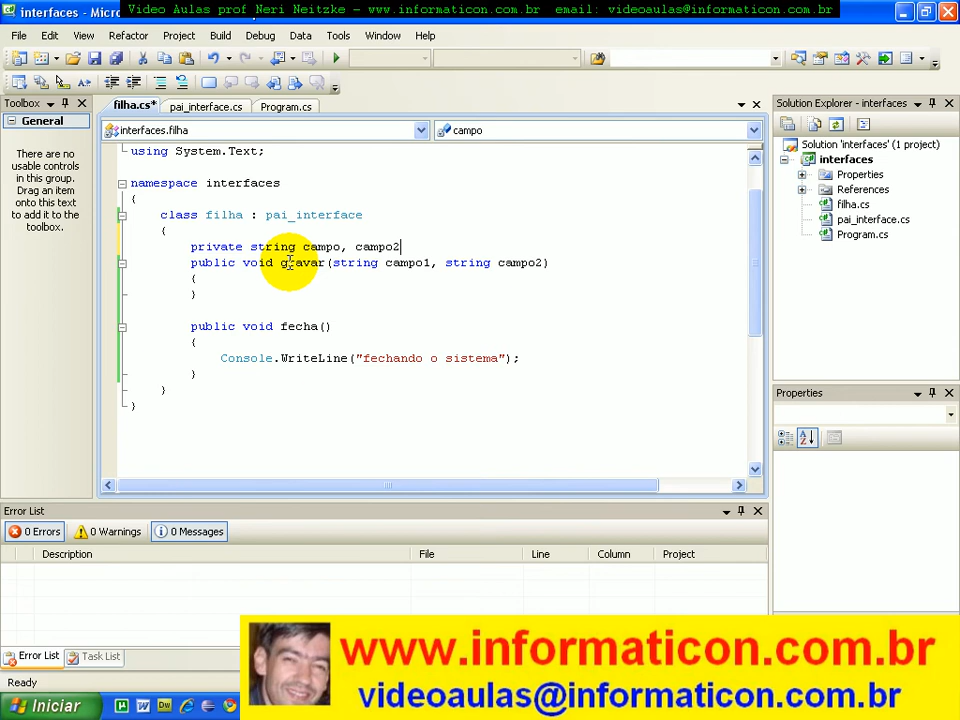 interfaces - Micros
Video Aulas prof Neri Neitzke – www.informaticon.com.br email: videoaulas@informaticon.com.br
File Edit View Refactor Project Build Debug Data Tools Window Help
Toolbox
filha.cs* pai_interface.cs Program.cs
Solution Explorer - interfaces
General
interfaces.filha campo
There are no usable controls in this group. Drag an item onto this text to add it to the toolbox.
using System.Text;
namespace interfaces
{
class filha : pai_interface
{
private string campo, campo2
public void gravar(string campo1, string campo2)
{
}
public void fecha()
{
Console.WriteLine("fechando o sistema");
}
}
}
Solution 'interfaces' (1 project)
interfaces
Properties
References
filha.cs
pai_interface.cs
Program.cs
Properties
Error List
0 Errors 0 Warnings 0 Messages
Description File Line Column Project
Error List Task List
Ready
Iniciar
www.informaticon.com.br
videoaulas@informaticon.com.br